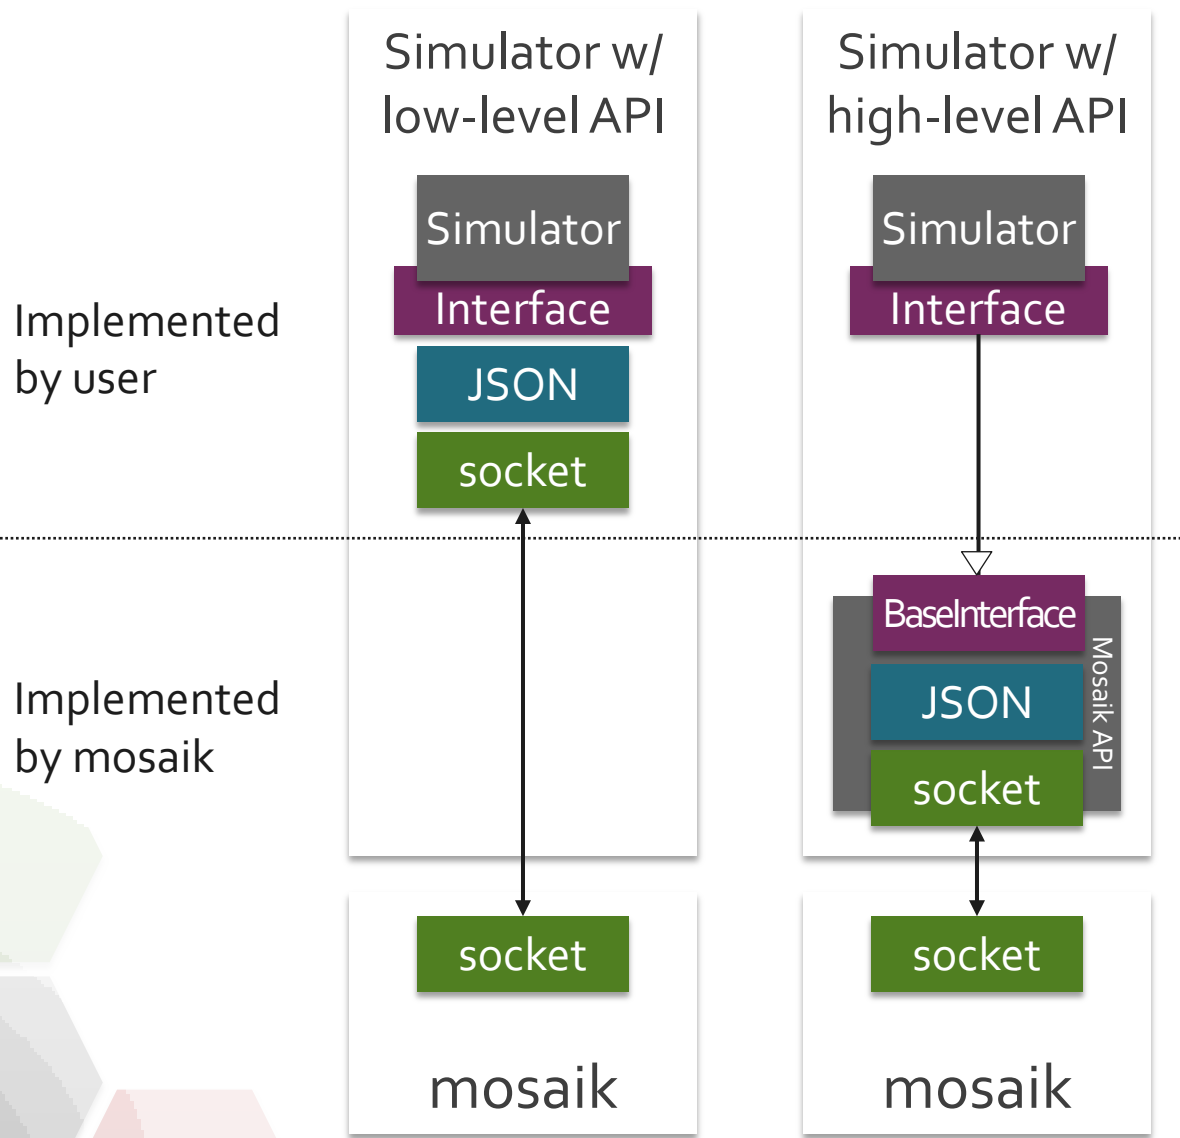 Simulator w/
low-level API
Simulator
Interface
JSON
socket
Simulator w/
high-level API
Simulator
Interface
Implemented
by user
BaseInterface
JSON
socket
Mosaik API
Implemented
by mosaik
socket
mosaik
socket
mosaik